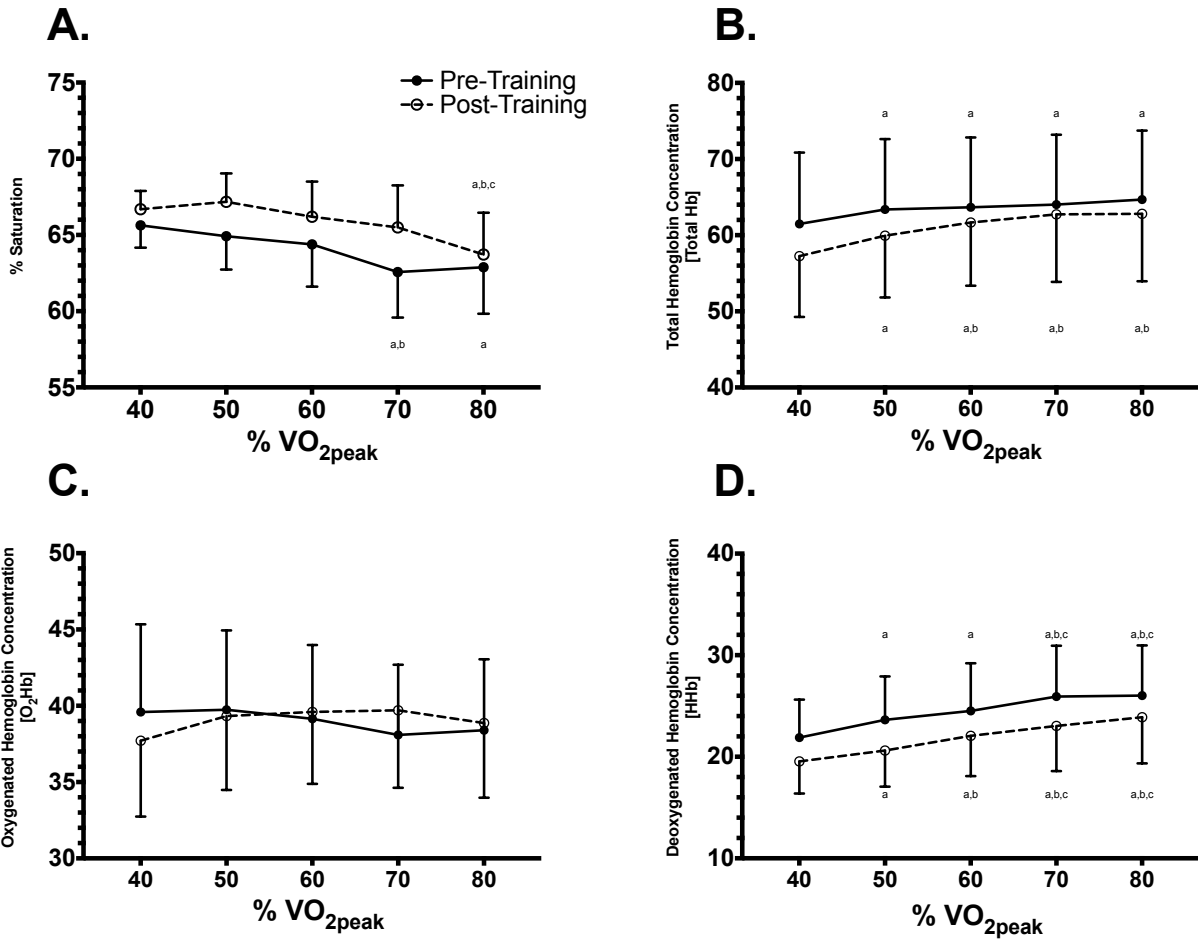 A.
% Saturation
75
70
65
60
55
Pre-Training
Post-Training
a,b,c
a,b
a
40 50 60 70 80
% VO2peak
B.
Total Hemoglobin Concentration
[Total Hb]
80
70
60
50
40
a a a a
a a,b a,b a,b
40 50 60 70 80
% VO2peak
C.
Oxygenated Hemoglobin Concentration
[O2Hb]
50
45
40
35
30
40 50 60 70 80
% VO2peak
D.
Deoxygenated Hemoglobin Concentration
[HHb]
40
30
20
10
a a a,b,c a,b,c
a a,b a,b,c a,b,c
40 50 60 70 80
% VO2peak